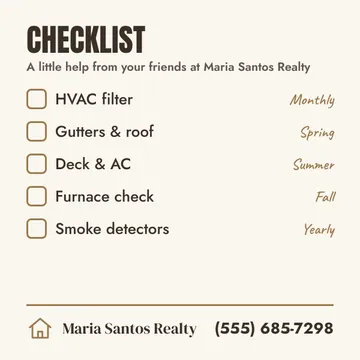 CHECKLIST
A little help from your friends at Maria Santos Realty
HVAC filter Monthly
Gutters & roof Spring
Deck & AC Summer
Furnace check Fall
Smoke detectors Yearly
Maria Santos Realty (555) 685-7298